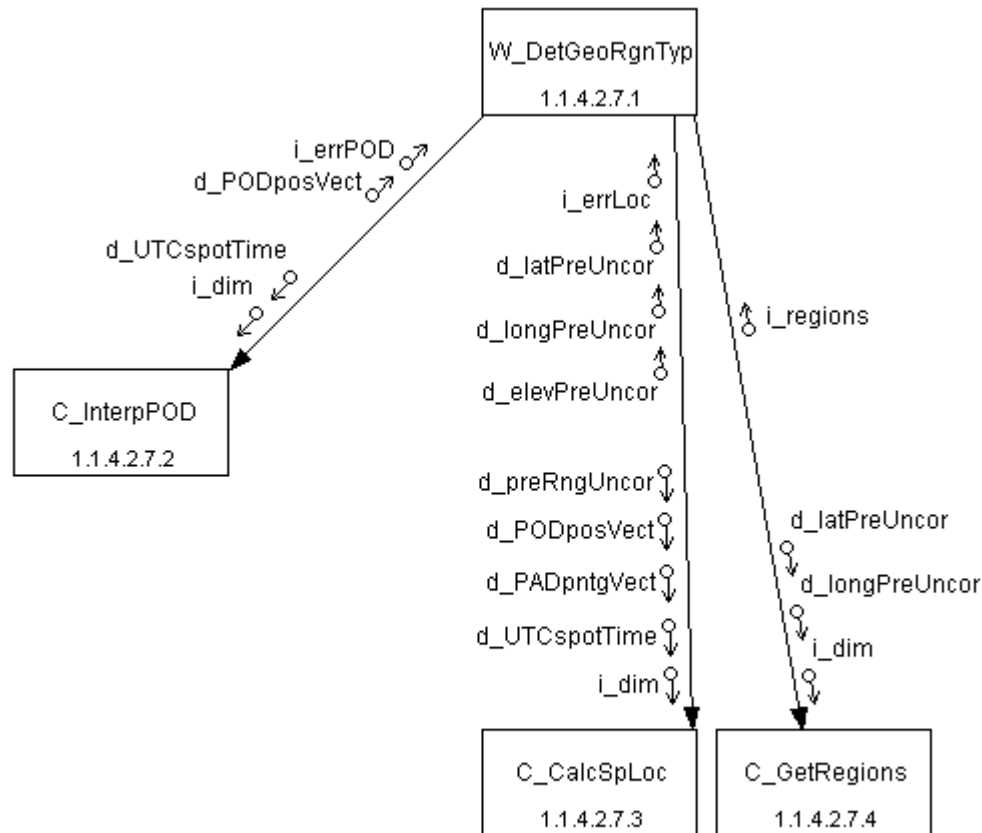 W_DetGeoRgnTyp
1.1.4.2.7.1
i_errPOD
d_PODposVect
d_UTCspotTime
i_dim
C_InterpPOD
1.1.4.2.7.2
i_errLoc
d_latPreUncor
d_longPreUncor
d_elevPreUncor
d_preRngUncor
d_PODposVect
d_PADpntgVect
d_UTCspotTime
i_dim
C_CalcSpLoc
1.1.4.2.7.3
i_regions
d_latPreUncor
d_longPreUncor
i_dim
C_GetRegions
1.1.4.2.7.4